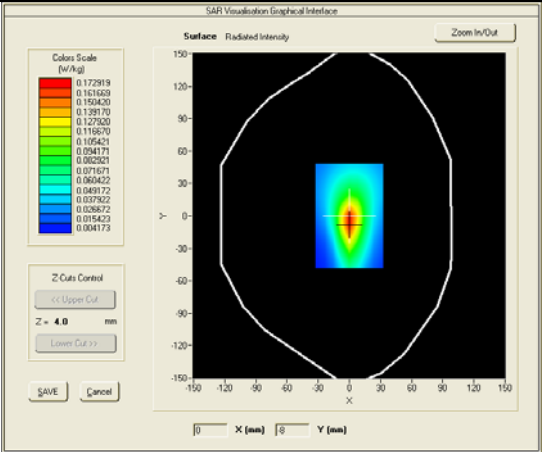 SAR Visualisation Graphical Interface
Surface Radiated Intensity
Zoom In/Out
Colors Scale
(W/kg)
0.172919
0.161669
0.150420
0.139170
0.127920
0.116670
0.105421
0.094171
0.082921
0.071671
0.060422
0.049172
0.037922
0.026672
0.015423
0.004173
Z-Cuts Control
<< Upper Cut
Z = 4.0 mm
Lower Cut >>
SAVE Cancel
150
120
90
60
30
0
-30
-60
-90
-120
-150
Y
-150 -120 -90 -60 -30 0 30 60 90 120 150
X
0 X (mm) -8 Y (mm)